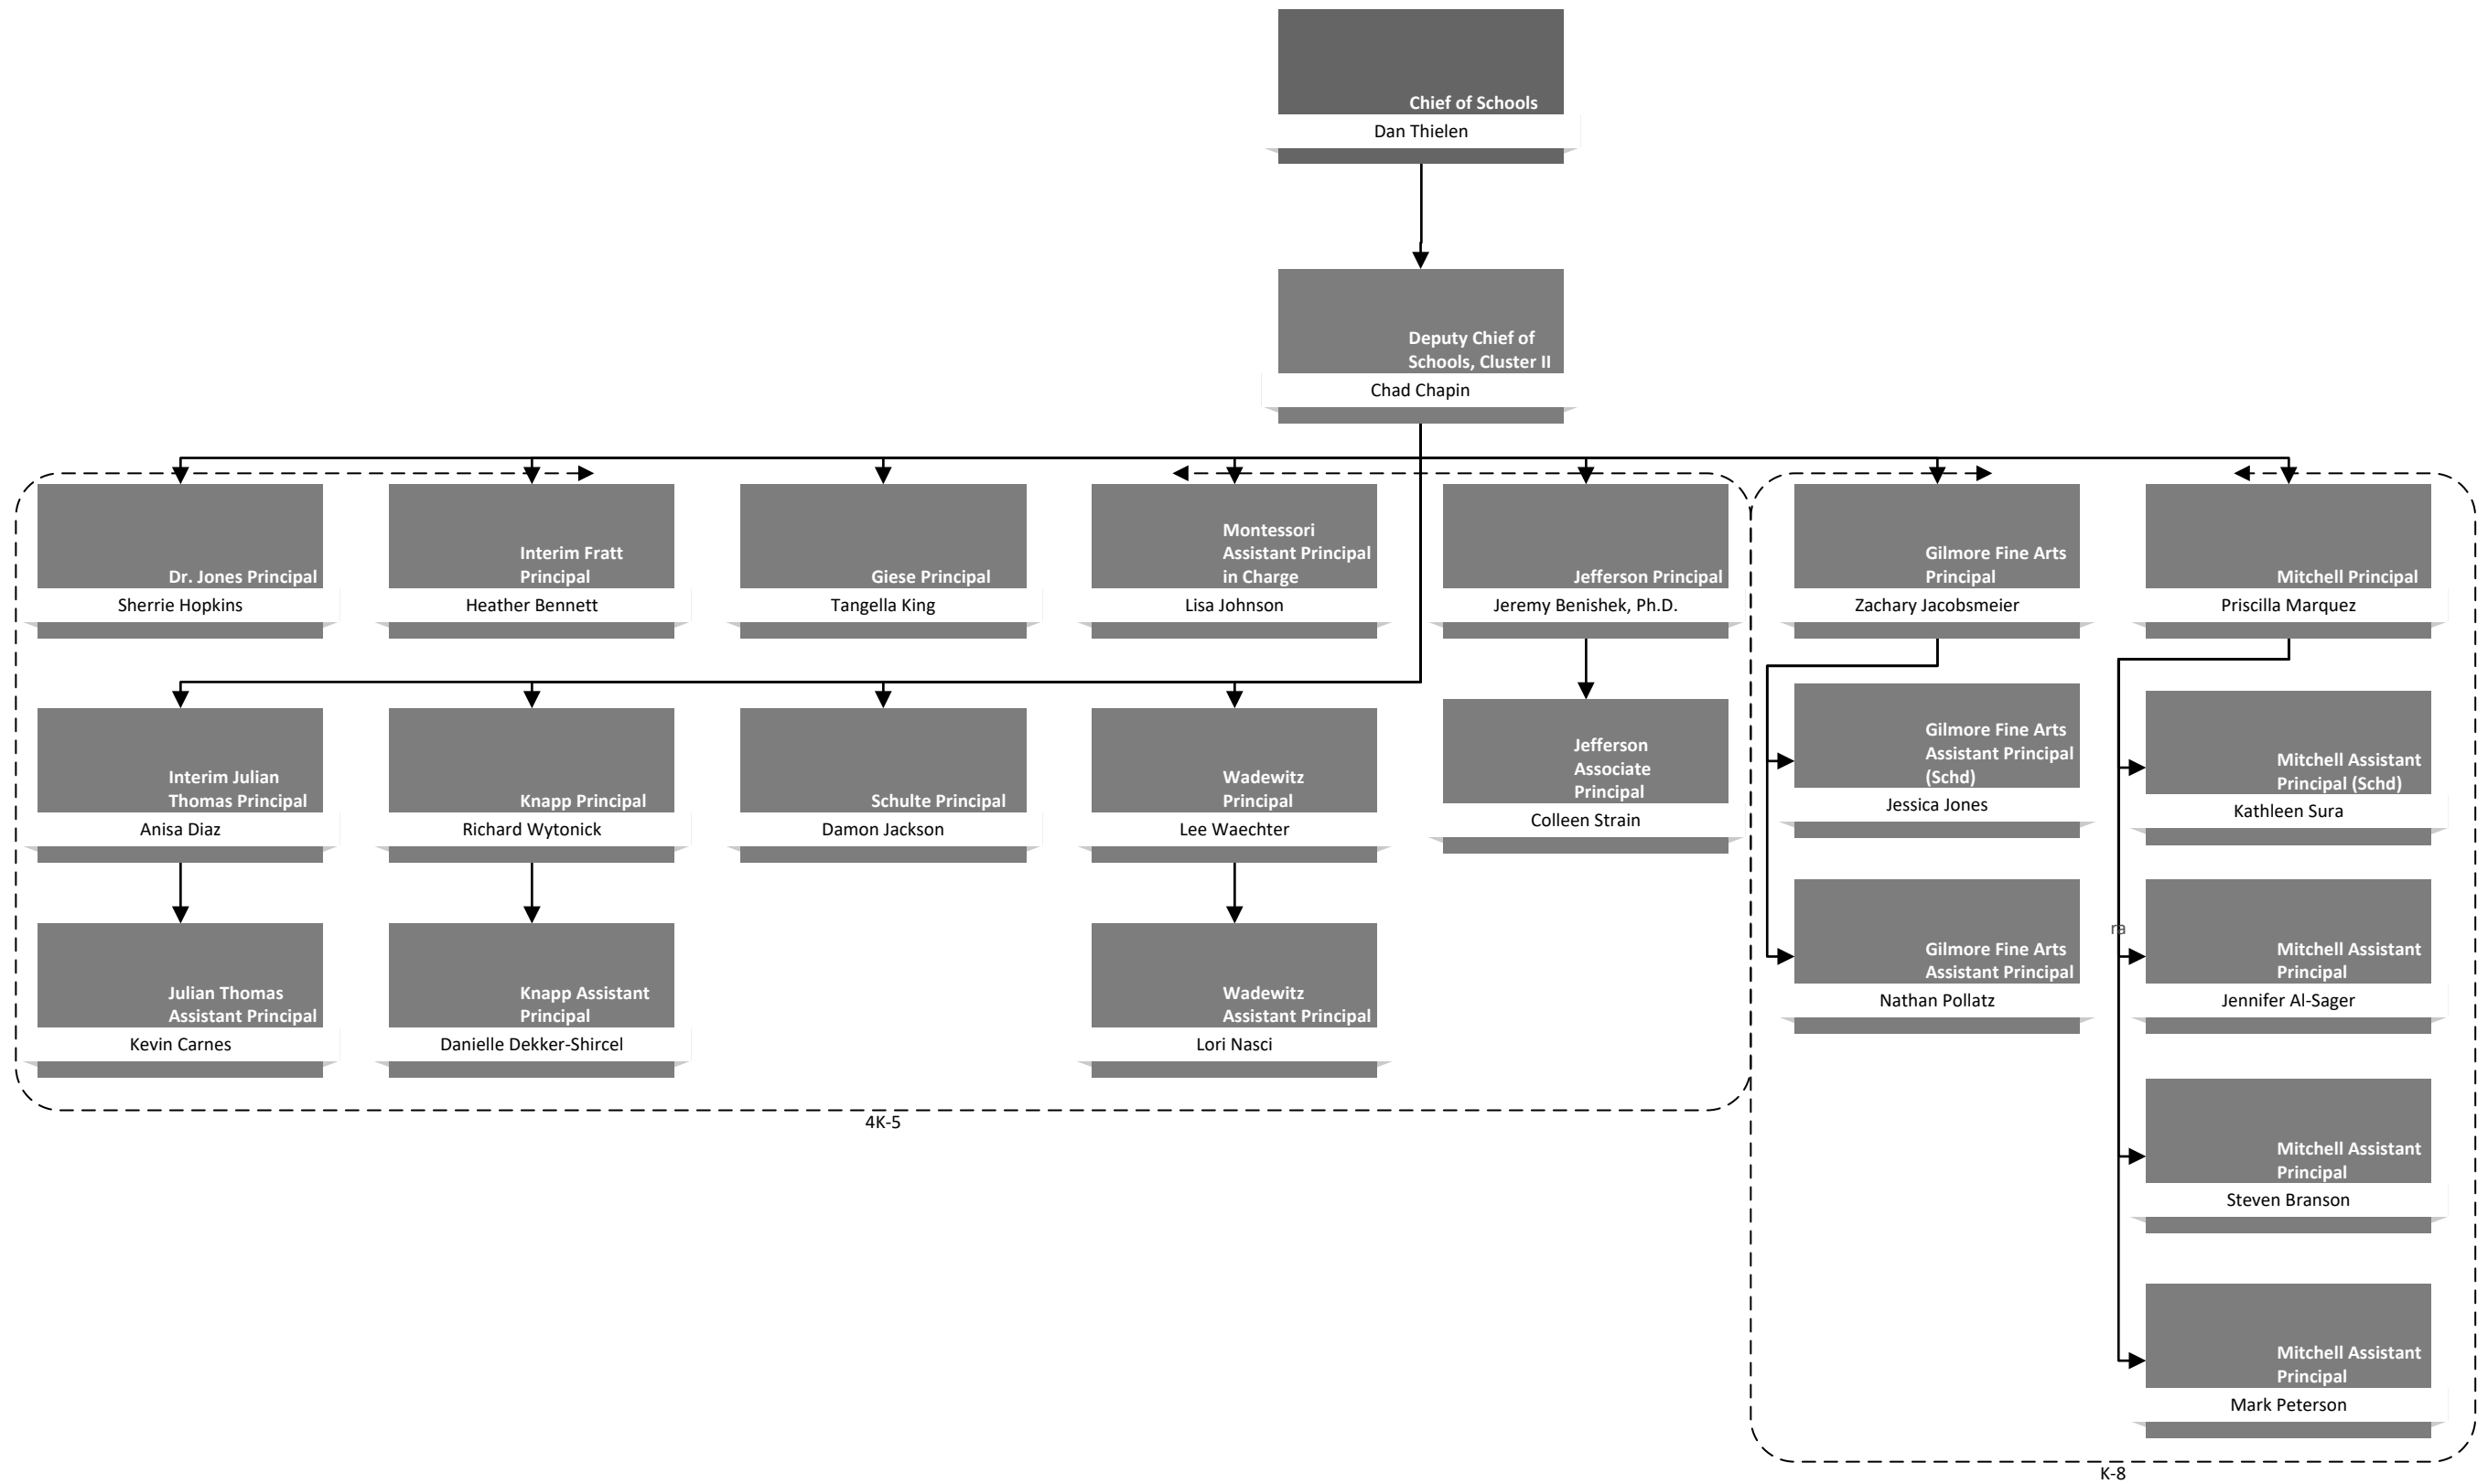 Chief of Schools
Dan Thielen
Deputy Chief of
Schools, Cluster II
Chad Chapin
Dr. Jones Principal
Sherrie Hopkins
Interim Fratt
Principal
Heather Bennett
Giese Principal
Tangella King
Montessori
Assistant Principal
in Charge
Lisa Johnson
Jefferson Principal
Jeremy Benishek, Ph.D.
Gilmore Fine Arts
Principal
Zachary Jacobsmeier
Mitchell Principal
Priscilla Marquez
Interim Julian
Thomas Principal
Anisa Diaz
Knapp Principal
Richard Wytonick
Schulte Principal
Damon Jackson
Wadewitz
Principal
Lee Waechter
Jefferson
Associate
Principal
Colleen Strain
Gilmore Fine Arts
Assistant Principal
(Schd)
Jessica Jones
Mitchell Assistant
Principal (Schd)
Kathleen Sura
Julian Thomas
Assistant Principal
Kevin Carnes
Knapp Assistant
Principal
Danielle Dekker-Shircel
Wadewitz
Assistant Principal
Lori Nasci
Gilmore Fine Arts
Assistant Principal
Nathan Pollatz
ra
Mitchell Assistant
Principal
Jennifer Al-Sager
Mitchell Assistant
Principal
Steven Branson
Mitchell Assistant
Principal
Mark Peterson
4K-5
K-8